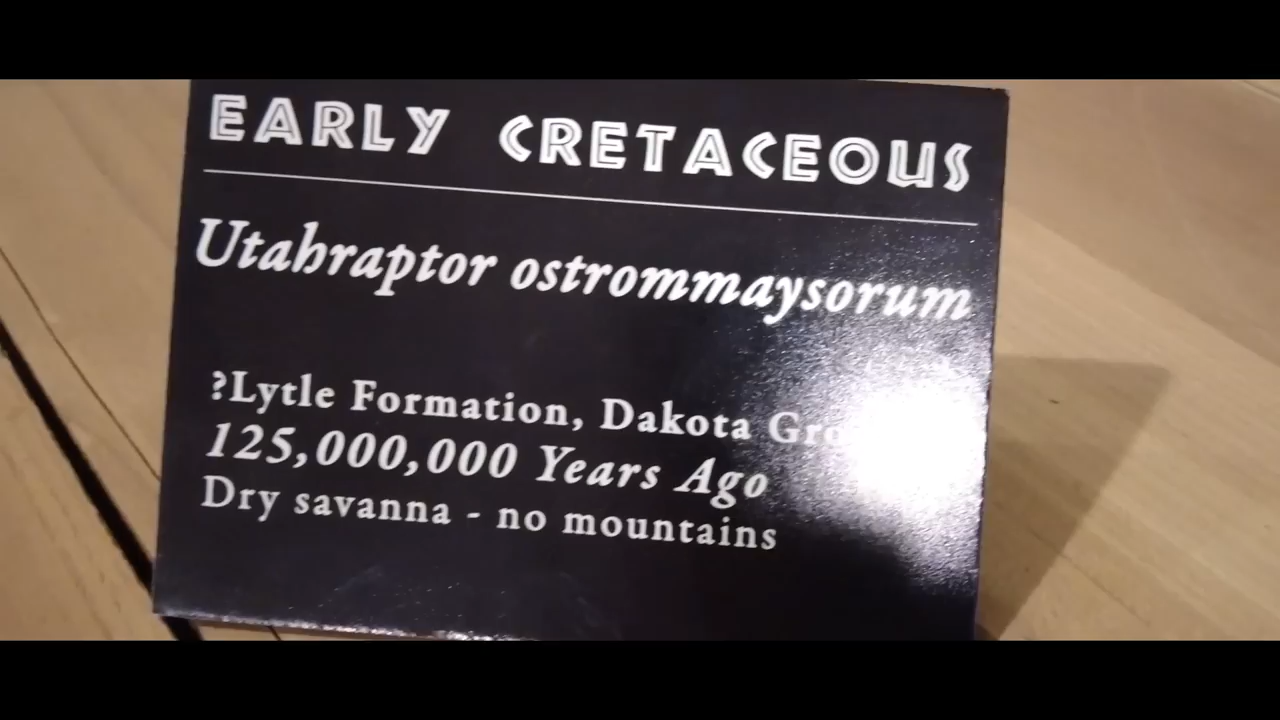 EARLY CRETACEOUS
Utahraptor ostrommaysorum
?Lytle Formation, Dakota
125,000,000 Years Ago
Dry savanna - no mountains